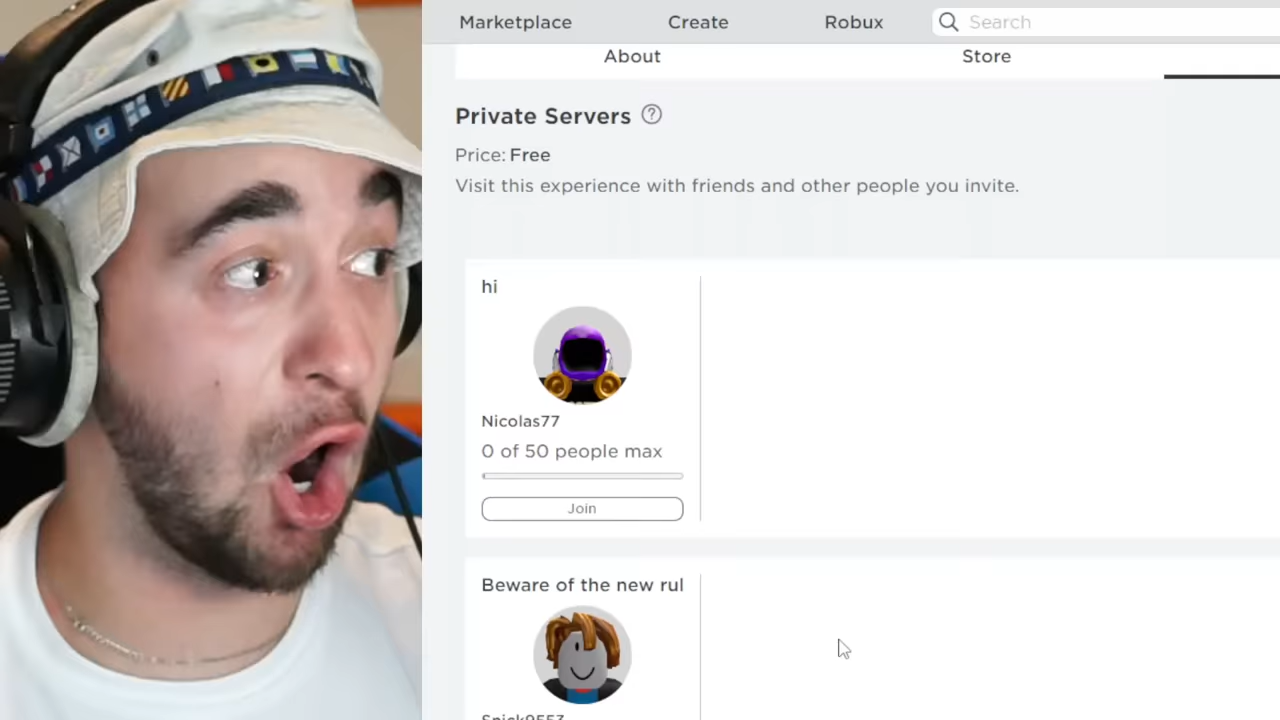 Marketplace
Create
Robux
Search
About
Store
Private Servers
Price: Free
Visit this experience with friends and other people you invite.
hi
Nicolas77
0 of 50 people max
Join
Beware of the new rul